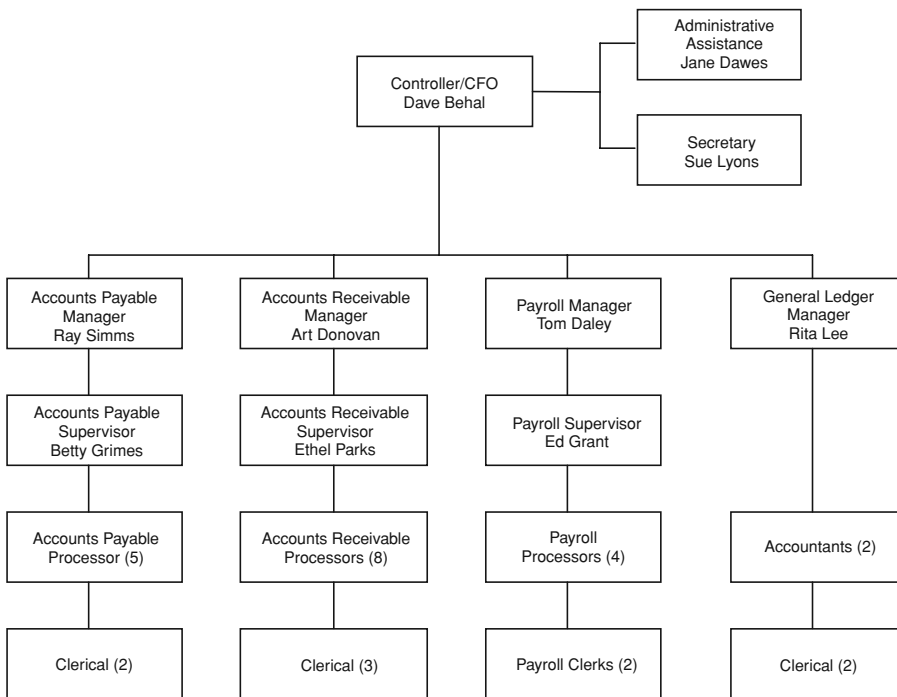 Administrative
Assistance
Jane Dawes
Controller/CFO
Dave Behal
Secretary
Sue Lyons
Accounts Payable
Manager
Ray Simms
Accounts Receivable
Manager
Art Donovan
Payroll Manager
Tom Daley
General Ledger
Manager
Rita Lee
Accounts Payable
Supervisor
Betty Grimes
Accounts Receivable
Supervisor
Ethel Parks
Payroll Supervisor
Ed Grant
Accounts Payable
Processor (5)
Accounts Receivable
Processors (8)
Payroll
Processors (4)
Accountants (2)
Clerical (2)
Clerical (3)
Payroll Clerks (2)
Clerical (2)